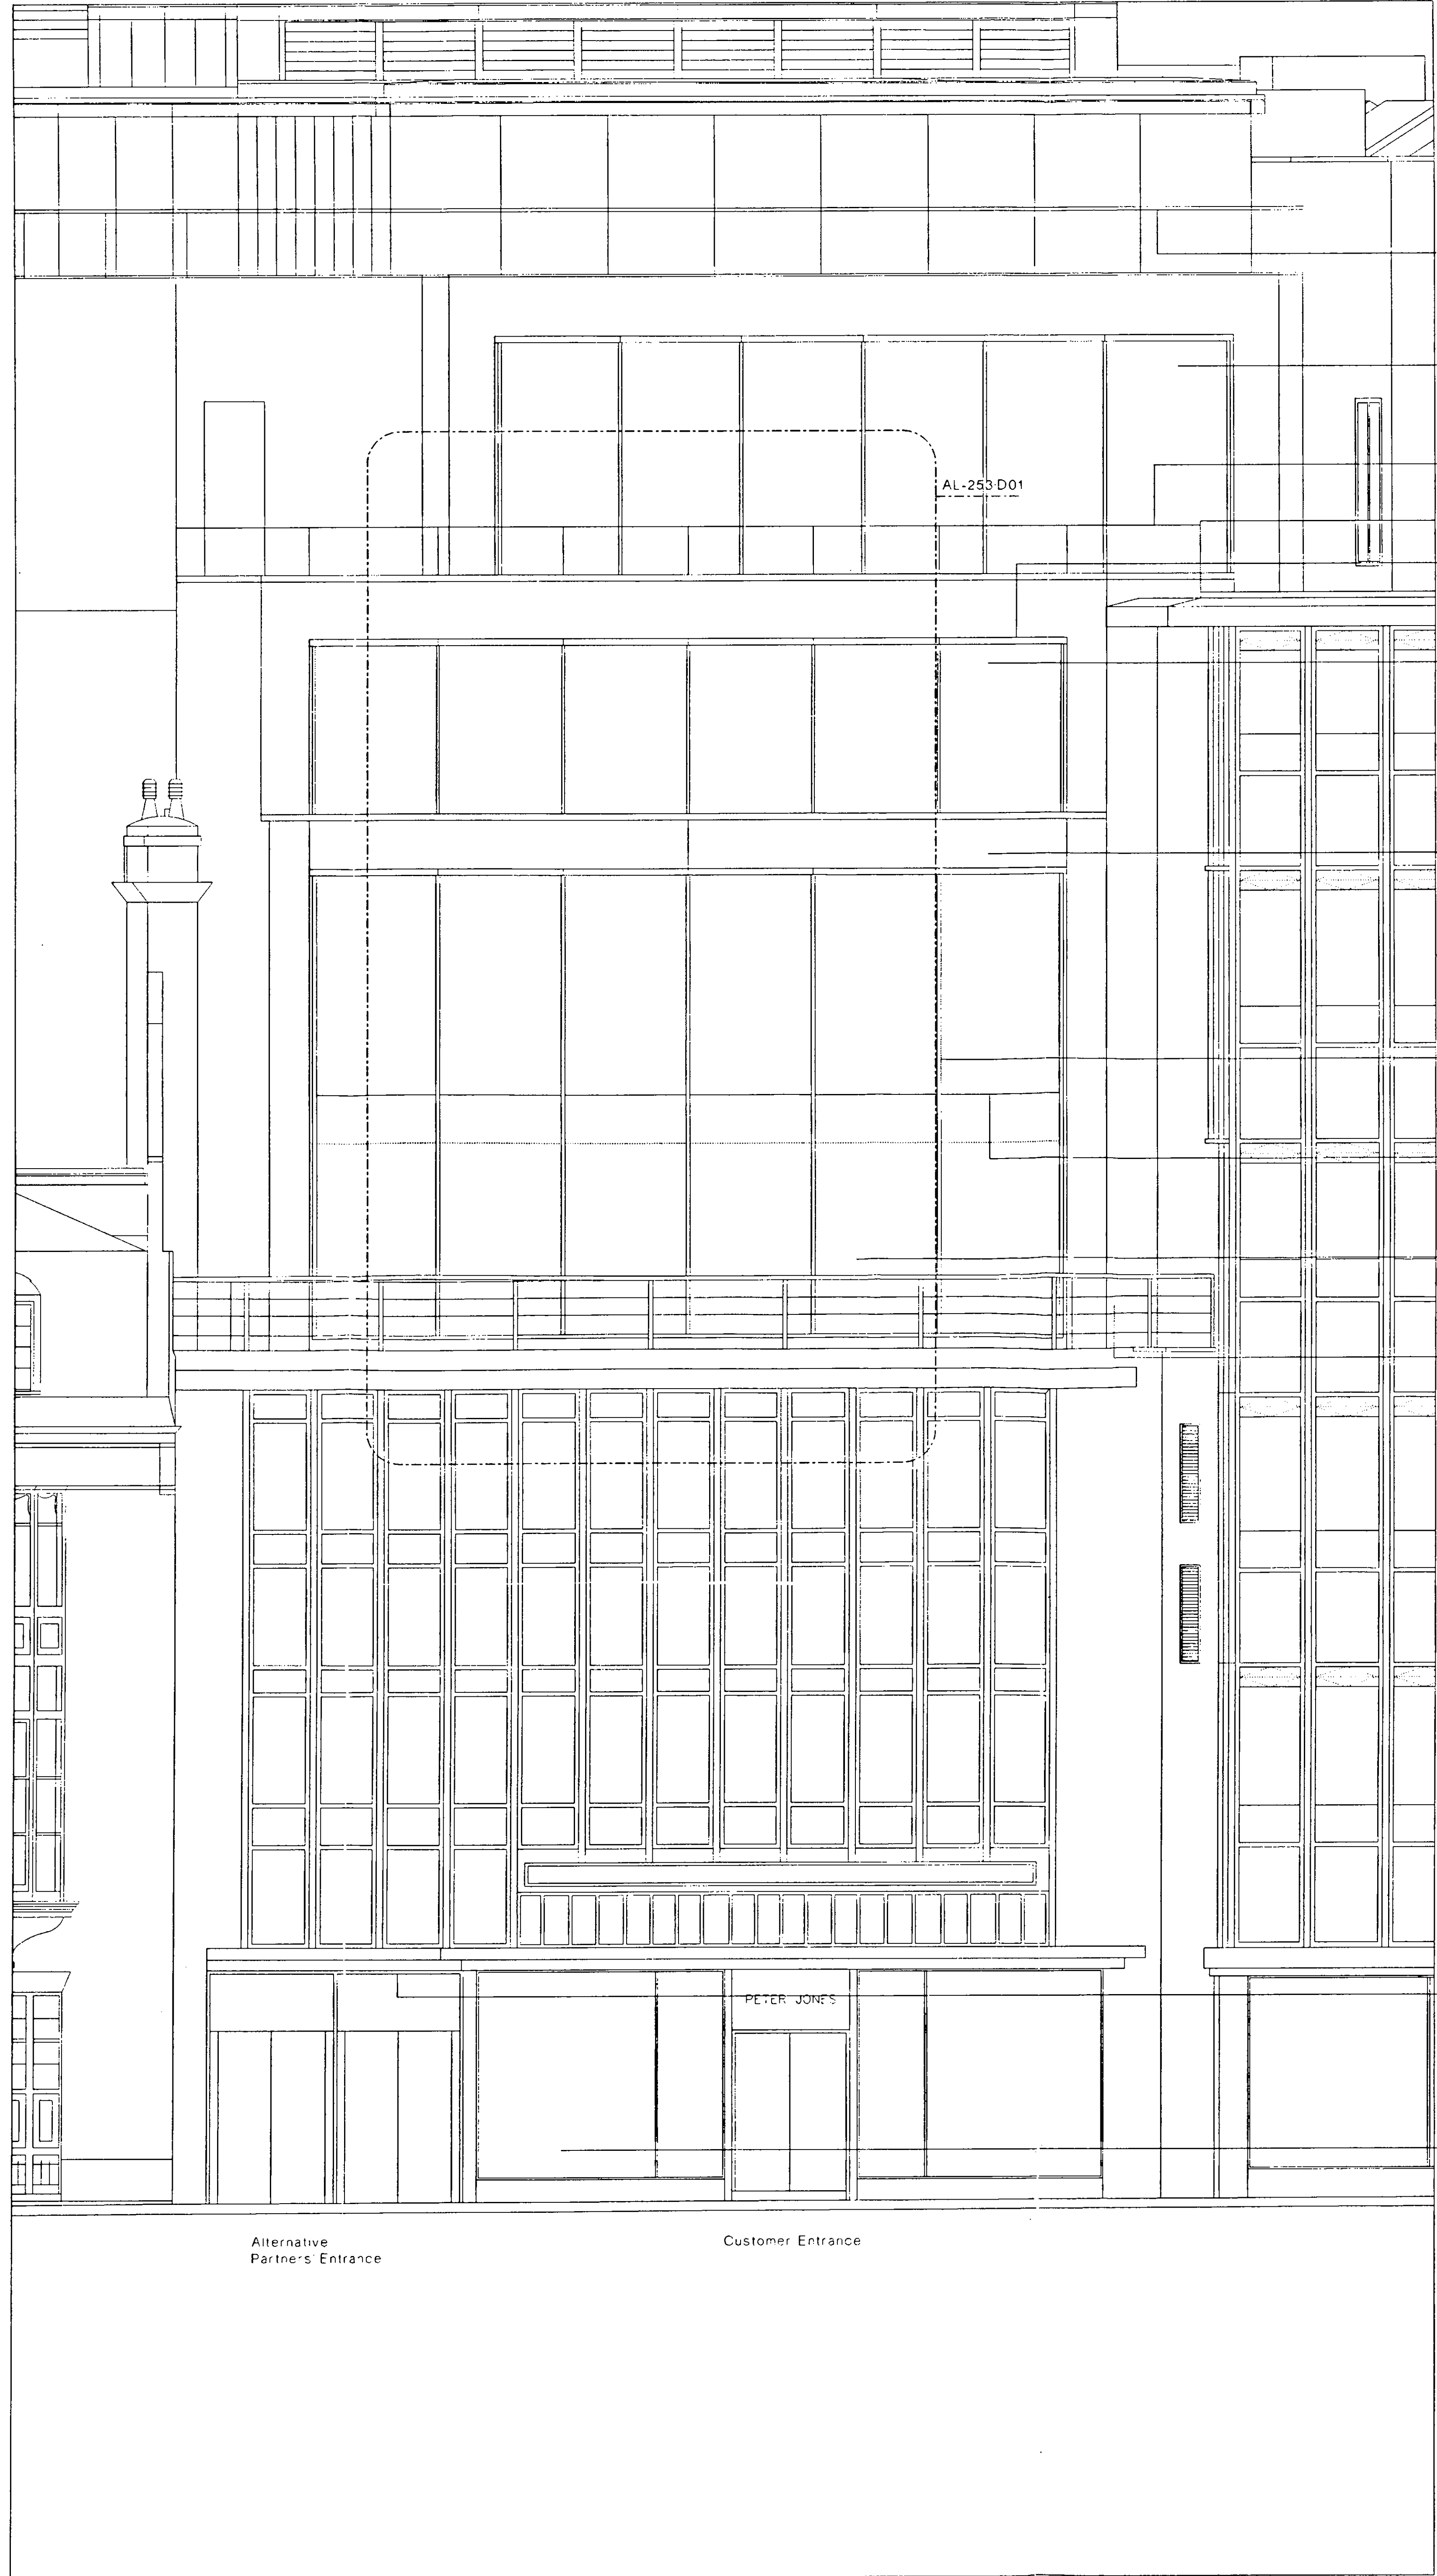 AL-253-D01
PETER JONES
Alternative
Partners' Entrance
Customer Entrance